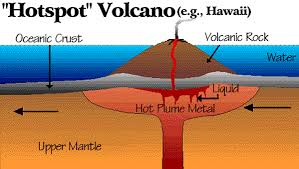 "Hotspot" Volcano (e.g., Hawaii)
Oceanic Crust
Volcanic Rock
Water
Liquid
Hot Plume Metal
Upper Mantle